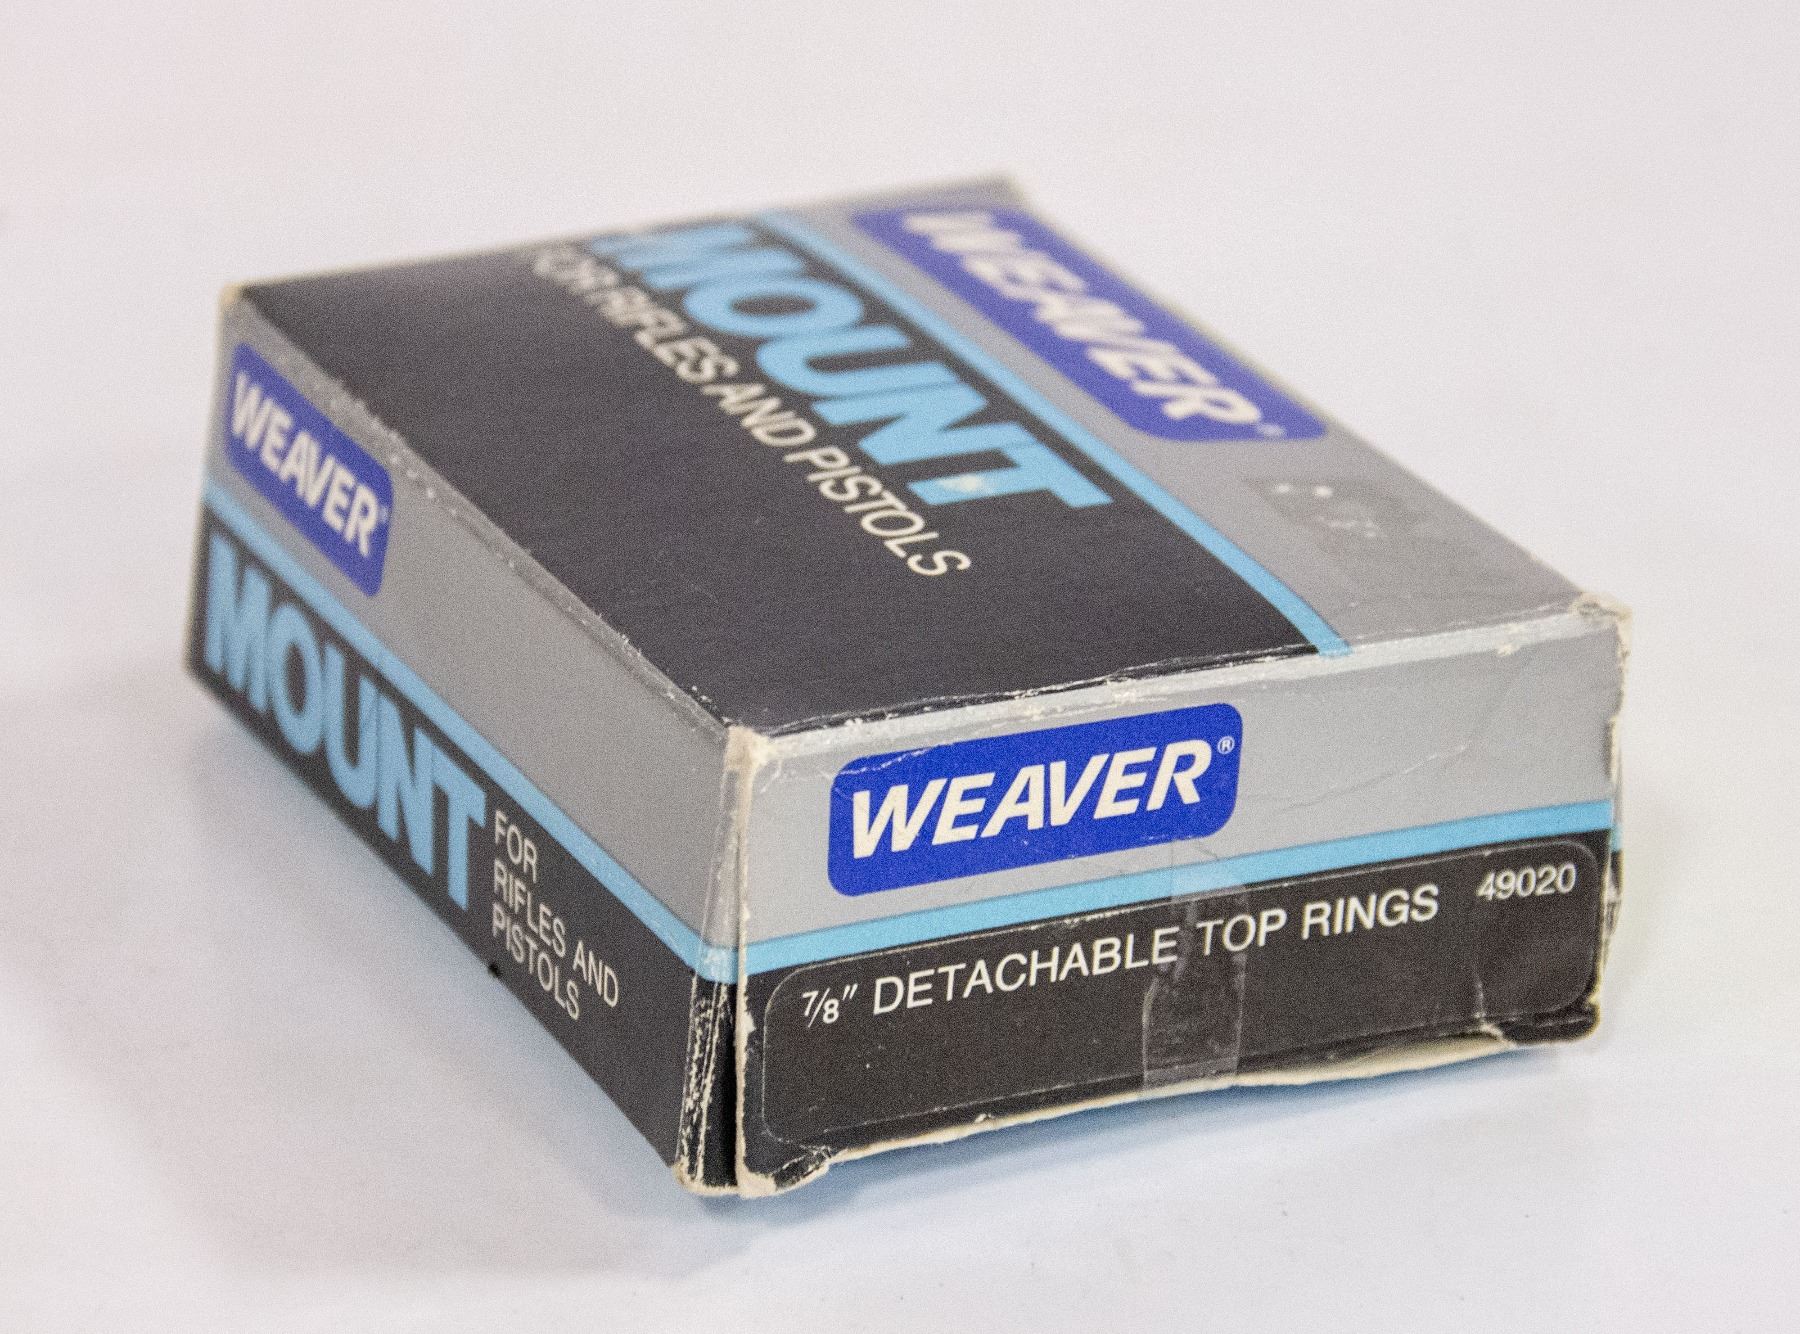 WEAVER
MOUNT
FOR RIFLES AND PISTOLS
WEAVER®
MOUNT
FOR
RIFLES AND
PISTOLS
WEAVER®
7/8" DETACHABLE TOP RINGS 49020